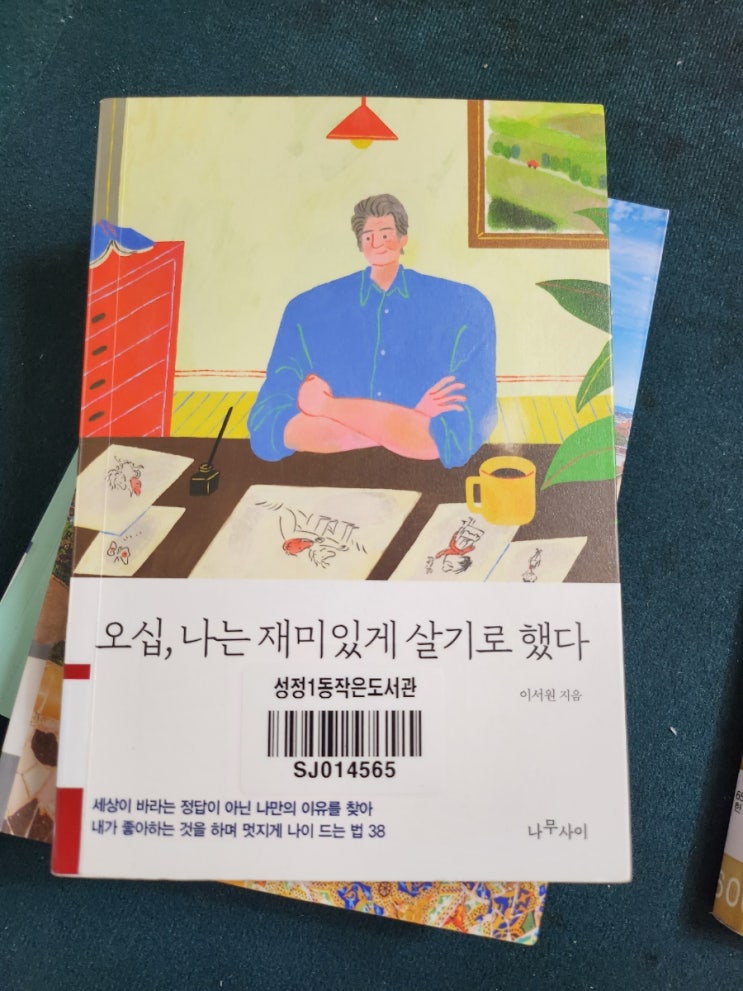 오십, 나는 재미있게 살기로 했다
이서원 지음
성정1동작은도서관
SJ014565
세상이 바라는 정답이 아닌 나만의 이유를 찾아
내가 좋아하는 것을 하며 멋지게 나이 드는 법 38
나무사이